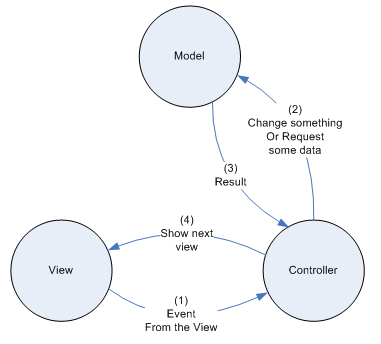 Model
(2)
Change something
Or Request
some data
(3)
Result
(4)
Show next
view
View
Controller
(1)
Event
From the View